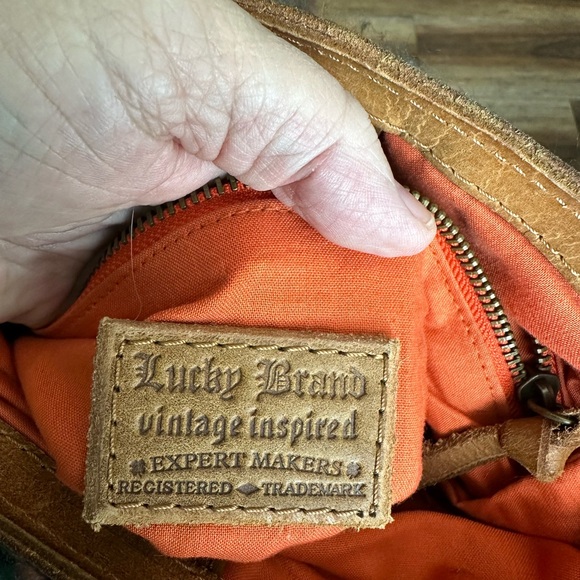 Lucky Brand
vintage inspired
EXPERT MAKERS
REGISTERED TRADEMARK